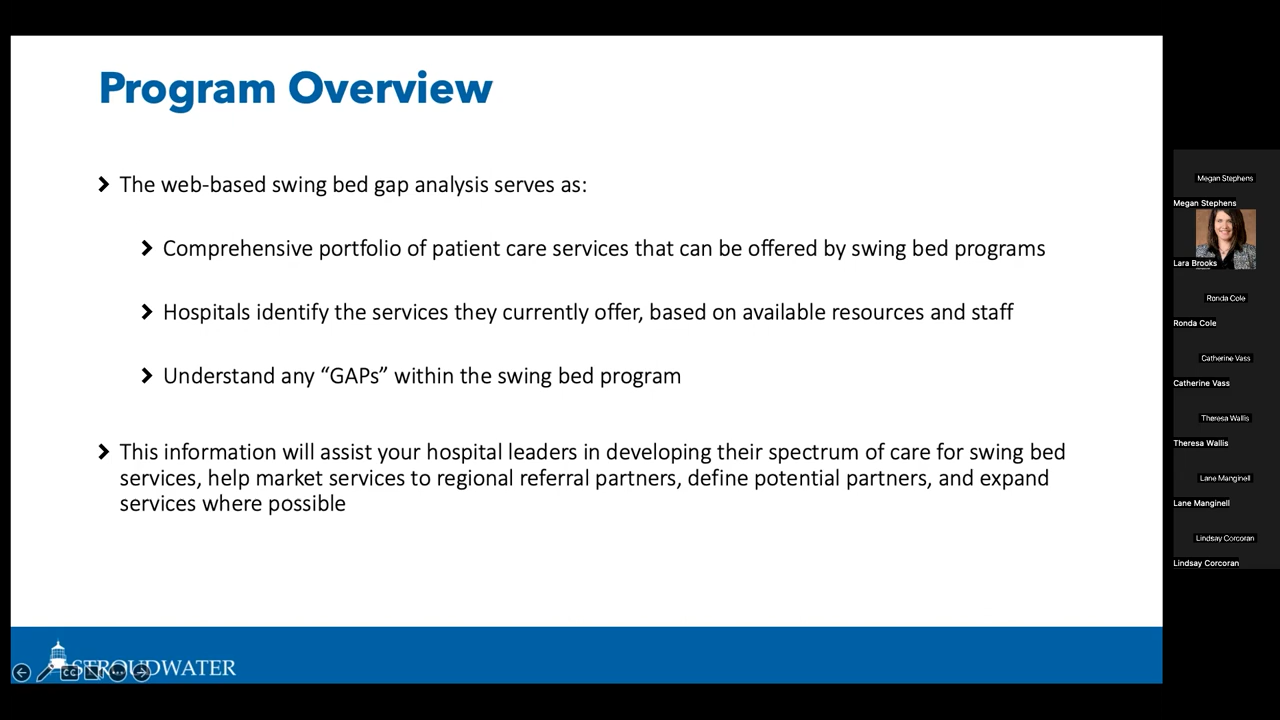 Program Overview
The web-based swing bed gap analysis serves as:
Comprehensive portfolio of patient care services that can be offered by swing bed programs
Hospitals identify the services they currently offer, based on available resources and staff
Understand any “GAPs” within the swing bed program
This information will assist your hospital leaders in developing their spectrum of care for swing bed
services, help market services to regional referral partners, define potential partners, and expand
services where possible
STROUDWATER
CC
Megan Stephens
Megan Stephens
Lara Brooks
Ronda Cole
Ronda Cole
Catherine Vass
Catherine Vass
Theresa Wallis
Theresa Wallis
Lane Manginell
Lane Manginell
Lindsay Corcoran
Lindsay Corcoran